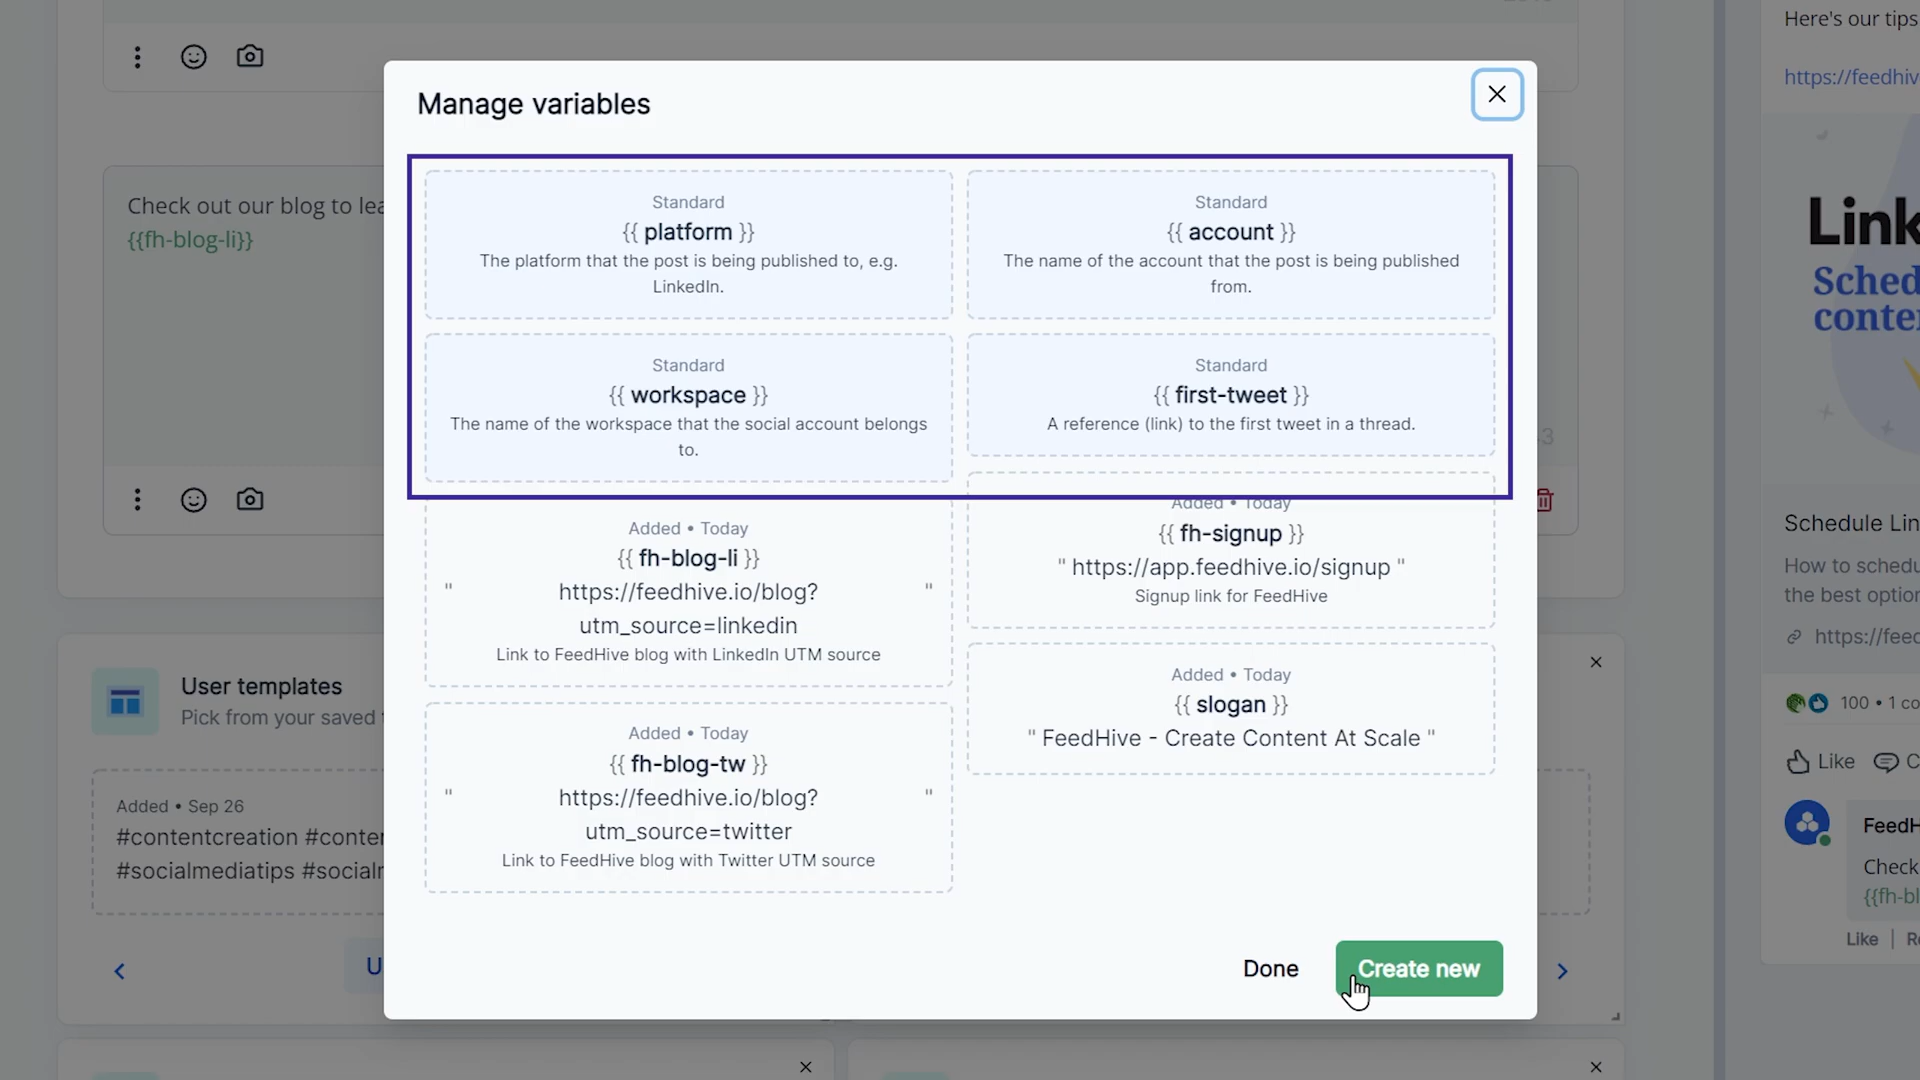 Here's our tips
https://feedhiv
Manage variables
Check out our blog to lea
{{fh-blog-li}}
Standard
{{ platform }}
The platform that the post is being published to, e.g.
LinkedIn.
Standard
{{ account }}
The name of the account that the post is being published
from.
Standard
{{ workspace }}
The name of the workspace that the social account belongs
to.
Standard
{{ first-tweet }}
A reference (link) to the first tweet in a thread.
Added • Today
{{ fh-blog-li }}
" https://feedhive.io/blog? "
utm_source=linkedin
Link to FeedHive blog with LinkedIn UTM source
Added • Today
{{ fh-signup }}
" https://app.feedhive.io/signup "
Signup link for FeedHive
Added • Today
{{ fh-blog-tw }}
" https://feedhive.io/blog? "
utm_source=twitter
Link to FeedHive blog with Twitter UTM source
Added • Today
{{ slogan }}
" FeedHive - Create Content At Scale "
Done
Create new
User templates
Pick from your saved
Added • Sep 26
#contentcreation #conter
#socialmediatips #social
U
Link
Sched
conte
Schedule Lin
How to schedu
the best option
https://feed
100 • 1 co
Like
C
FeedH
Check
{{fh-bl
Like
R